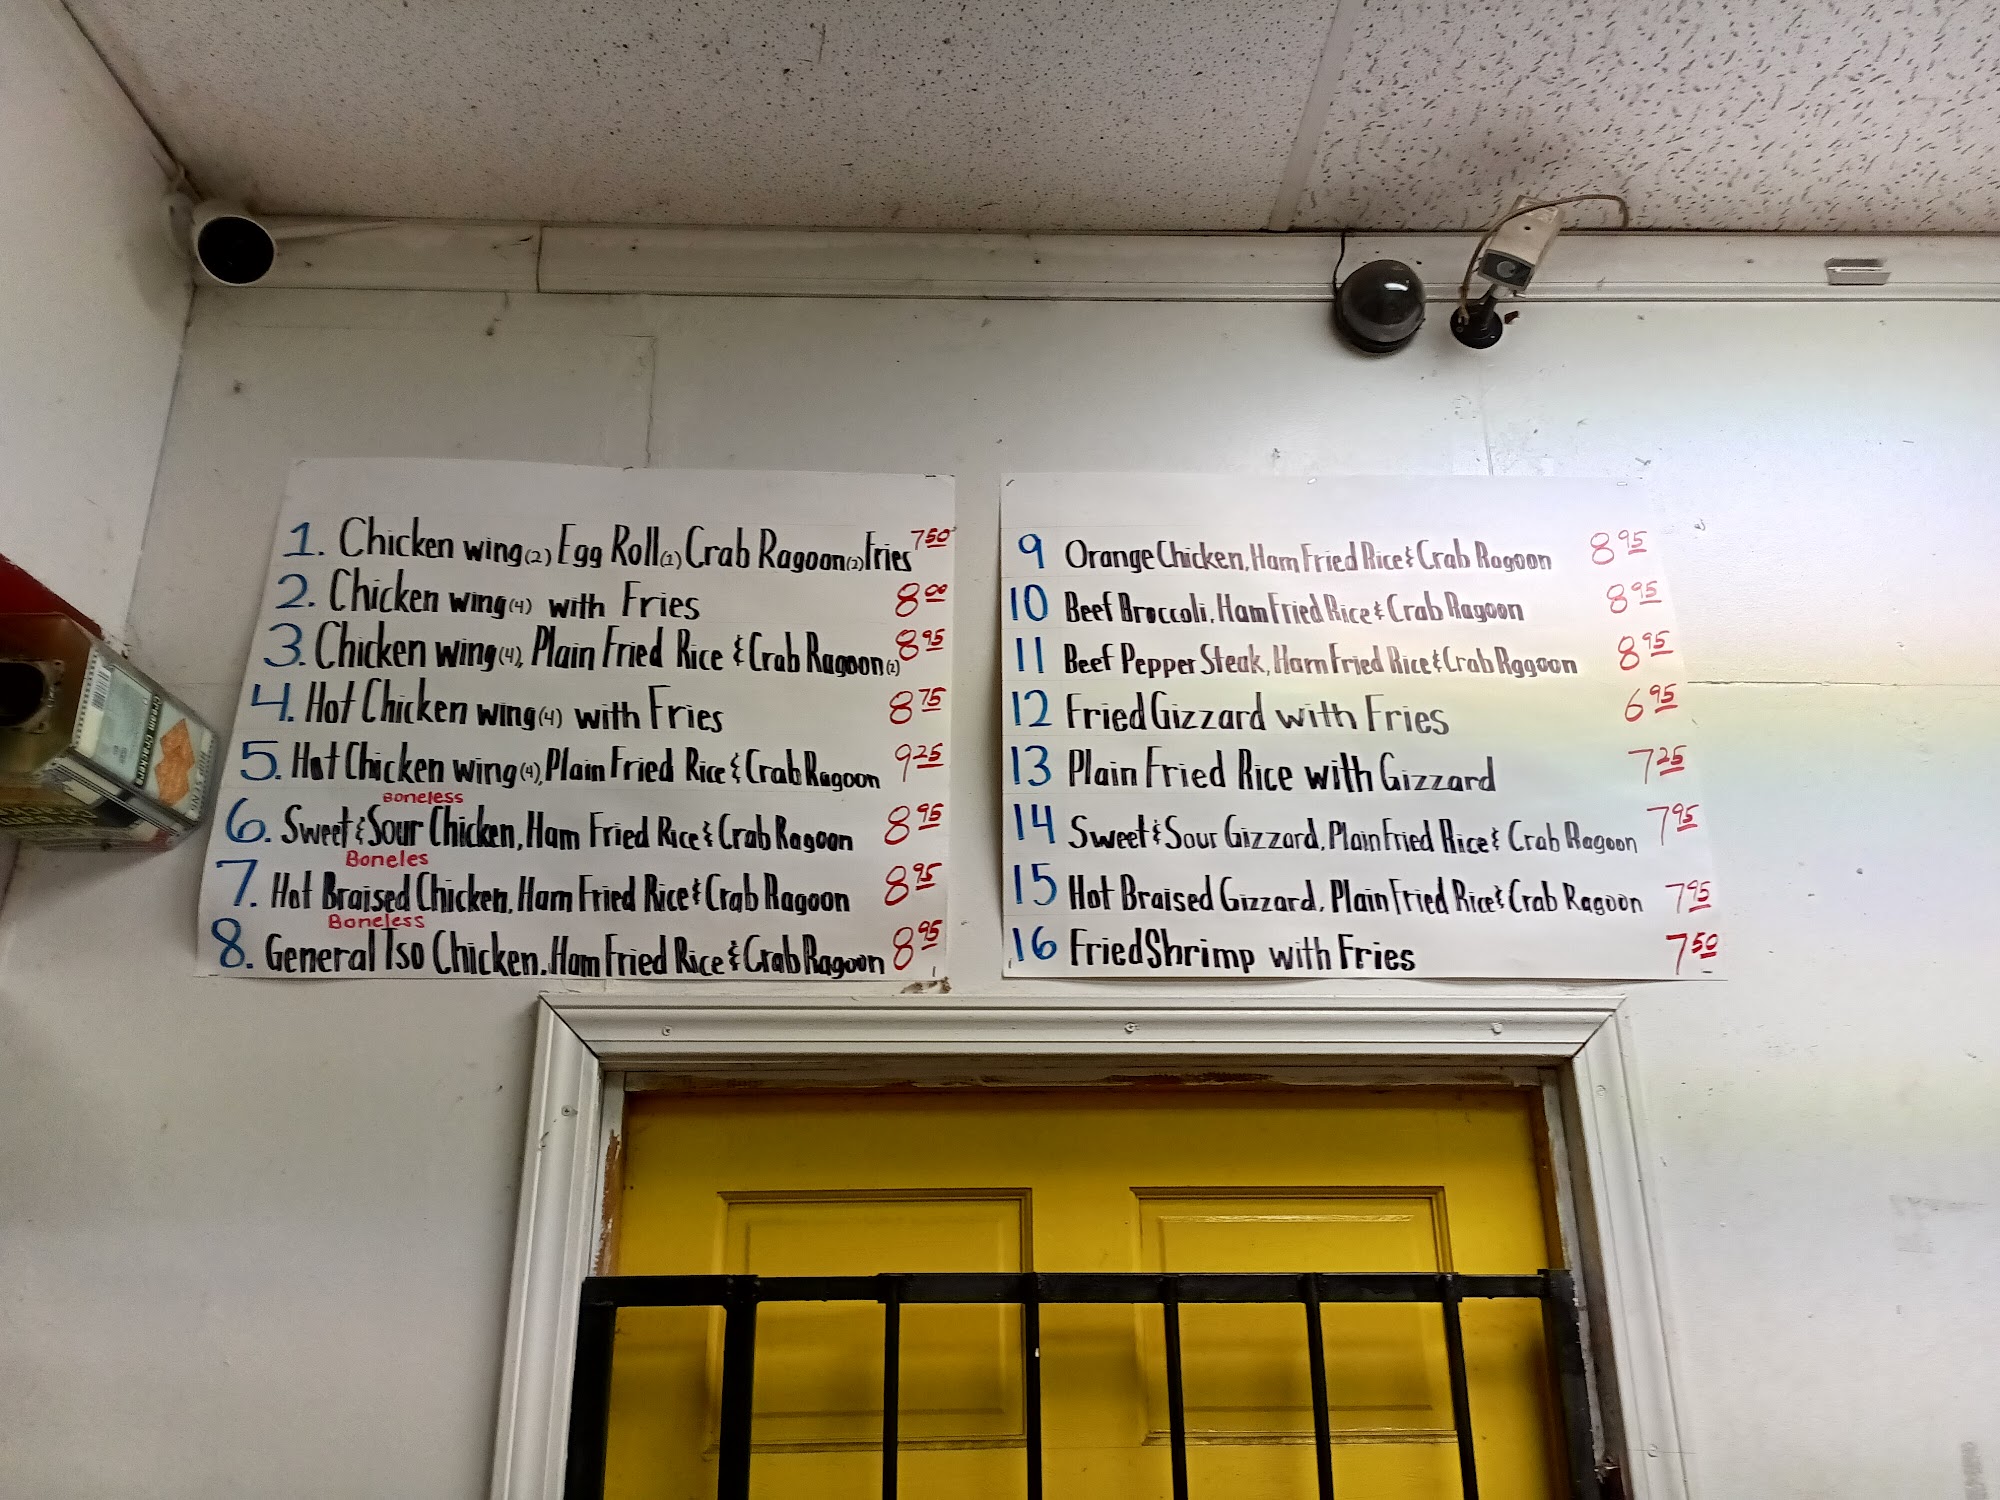 1. Chicken wing(2) Egg Roll(1) Crab Ragoon(2) Fries 7 50
2. Chicken wing(4) with Fries 8 00
3. Chicken wing(4), Plain Fried Rice & Crab Ragoon(2) 8 95
4. Hot Chicken wing(4) with Fries 8 75
5. Hot Chicken wing(4), Plain Fried Rice & Crab Ragoon 9 25
Boneless
6. Sweet & Sour Chicken, Ham Fried Rice & Crab Ragoon 8 95
Boneles
7. Hot Braised Chicken, Ham Fried Rice & Crab Ragoon 8 95
Boneless
8. General Tso Chicken, Ham Fried Rice & Crab Ragoon 8 95
9 Orange Chicken, Ham Fried Rice & Crab Ragoon 8 95
10 Beef Broccoli, Ham Fried Rice & Crab Ragoon 8 95
11 Beef Pepper Steak, Ham Fried Rice & Crab Rggoon 8 95
12 Fried Gizzard with Fries 6 95
13 Plain Fried Rice with Gizzard 7 25
14 Sweet & Sour Gizzard, Plain Fried Rice & Crab Ragoon 7 95
15 Hot Braised Gizzard, Plain Fried Rice & Crab Ragoon 7 95
16 Fried Shrimp with Fries 7 50
Cream Crackers